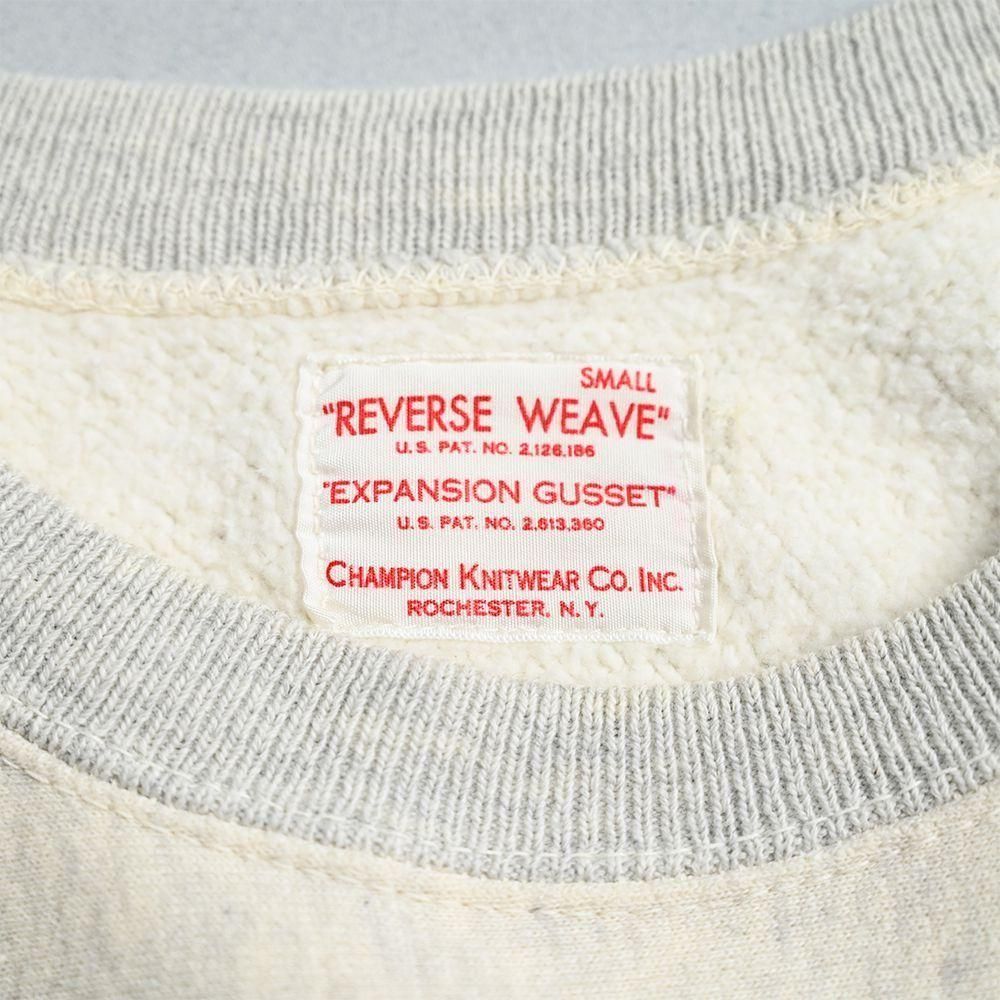 SMALL
"REVERSE WEAVE"
U.S. PAT. NO. 2,126,186
"EXPANSION GUSSET"
U.S. PAT. NO. 2,613,360
CHAMPION KNITWEAR CO. INC.
ROCHESTER, N.Y.